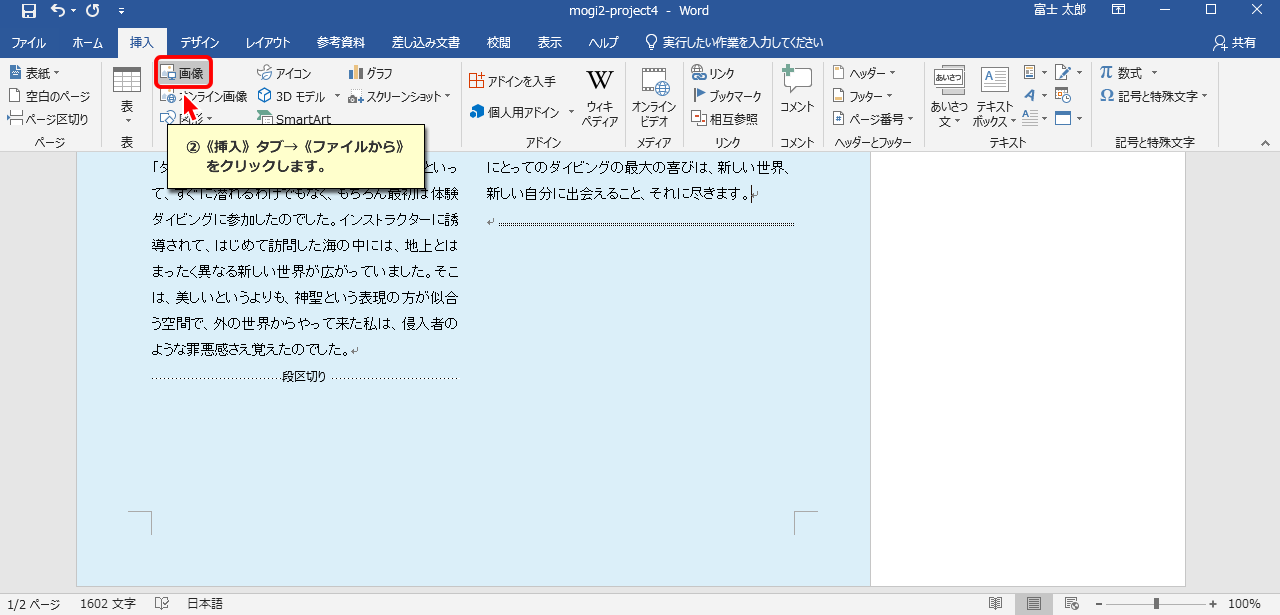 mogi2-project4 - Word
富士 太郎
ファイル ホーム 挿入 デザイン レイアウト 参考資料 差し込み文書 校閲 表示 ヘルプ 実行したい作業を入力してください 共有
表紙
空白のページ
ページ区切り
ページ
表
表
画像
オンライン画像
図形
アイコン
3D モデル
SmartArt
グラフ
スクリーンショット
アドインを入手
個人用アドイン
アドイン
W
ウィキ
ペディア
オンライン
ビデオ
メディア
リンク
ブックマーク
相互参照
リンク
コメント
コメント
ヘッダー
フッター
ページ番号
ヘッダーとフッター
あいさつ
あいさつ
文
A
テキスト
ボックス
テキスト
π 数式
Ω 記号と特殊文字
記号と特殊文字
②《挿入》タブ→《ファイルから》
をクリックします。
といっ
て、すぐに潜れるわけでもなく、もちろん最初は体験
ダイビングに参加したのでした。インストラクターに誘
導されて、はじめて訪問した海の中には、地上とは
まったく異なる新しい世界が広がっていました。そこ
は、美しいというよりも、神聖という表現の方が似合
う空間で、外の世界からやって来た私は、侵入者の
ような罪悪感さえ覚えたのでした。
段区切り
にとってのダイビングの最大の喜びは、新しい世界、
新しい自分に出会えること、それに尽きます。
1/2 ページ 1602 文字 日本語 100%